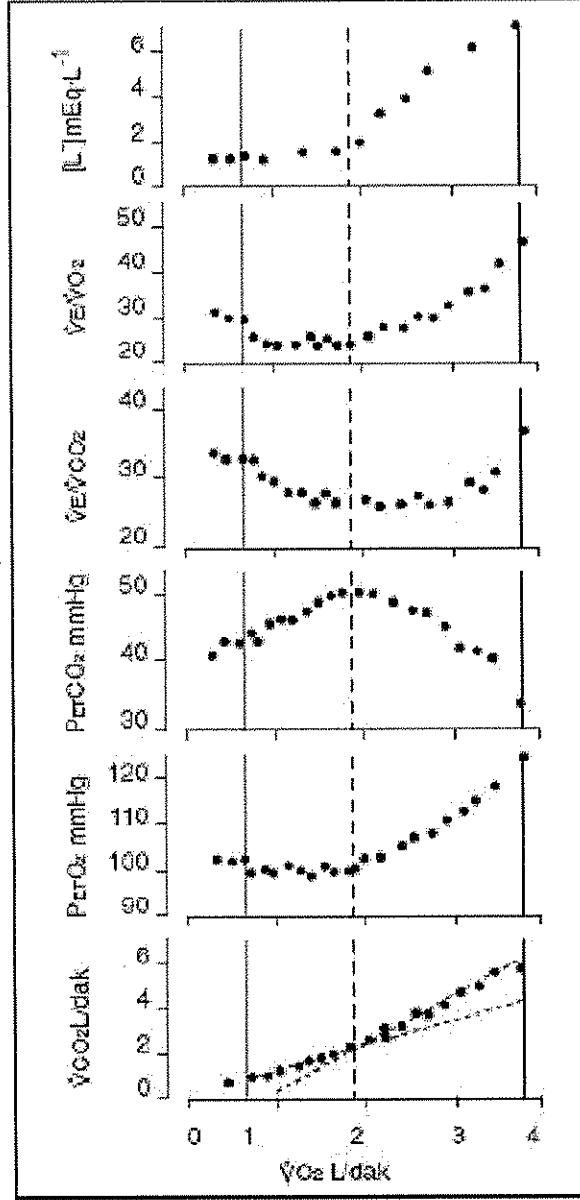 [L⁻] mEq·L⁻¹
6
4
2
0
V̇E/V̇O₂
50
40
30
20
V̇E/V̇CO₂
40
30
20
PETCO₂ mmHg
50
40
30
PETO₂ mmHg
120
110
100
90
V̇CO₂L/dak
6
4
2
0
0 1 2 3 4
V̇O₂ L/dak